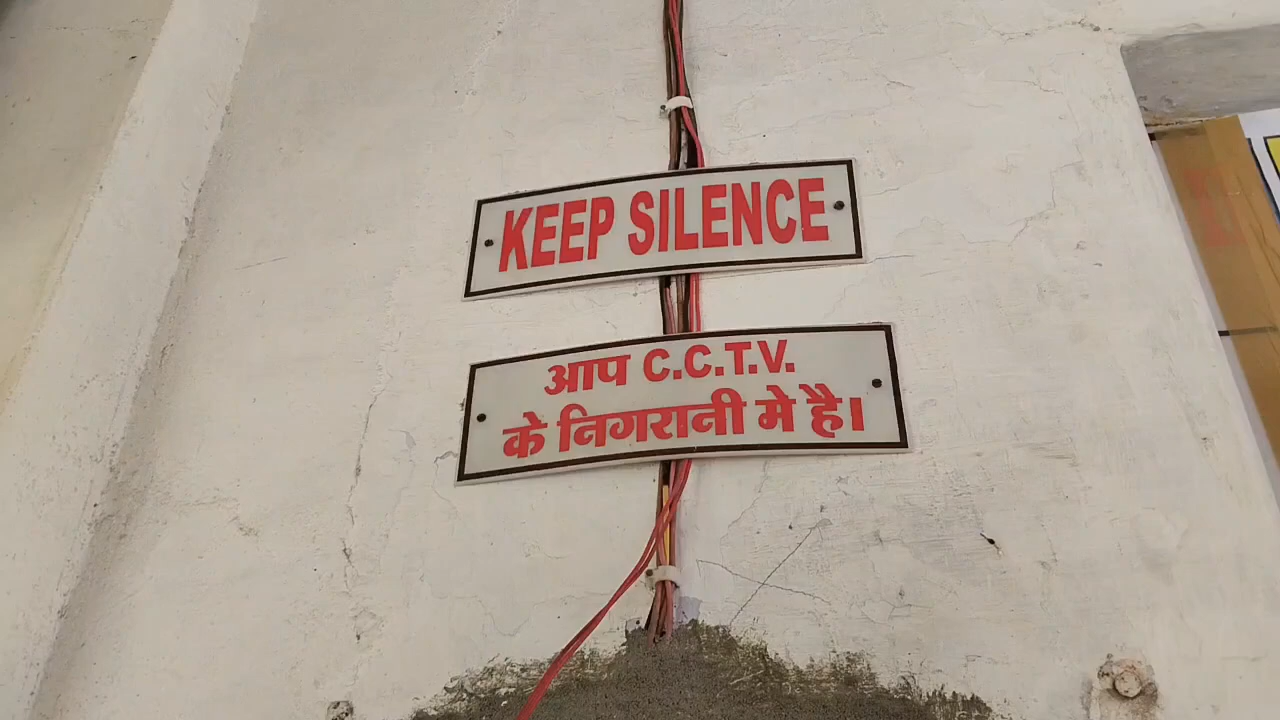 KEEP SILENCE
आप C.C.T.V.
के निगरानी मे है।